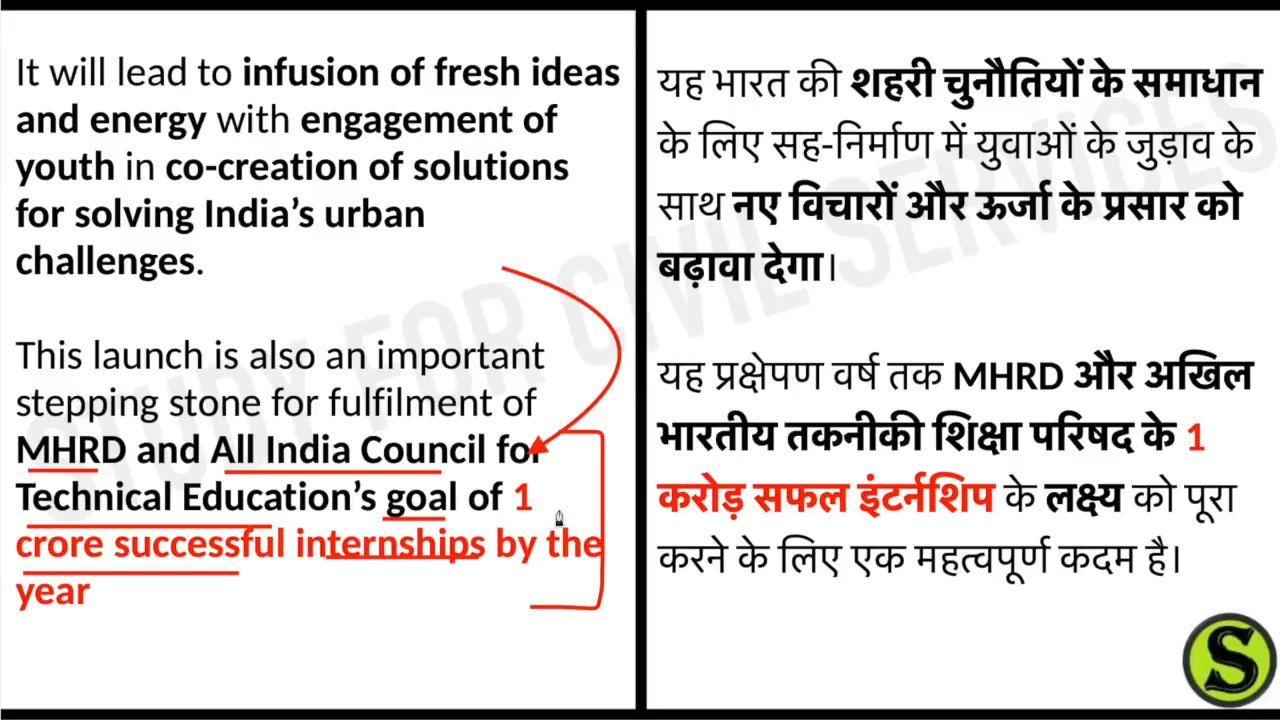 It will lead to infusion of fresh ideas
and energy with engagement of
youth in co-creation of solutions
for solving India’s urban
challenges.
This launch is also an important
stepping stone for fulfilment of
MHRD and All India Council for
Technical Education’s goal of 1
crore successful internships by the
year
यह भारत की शहरी चुनौतियों के समाधान
के लिए सह-निर्माण में युवाओं के जुड़ाव के
साथ नए विचारों और ऊर्जा के प्रसार को
बढ़ावा देगा।
यह प्रक्षेपण वर्ष तक MHRD और अखिल
भारतीय तकनीकी शिक्षा परिषद के 1
करोड़ सफल इंटर्नशिप के लक्ष्य को पूरा
करने के लिए एक महत्वपूर्ण कदम है।
STUDY FOR CIVIL SERVICES
S